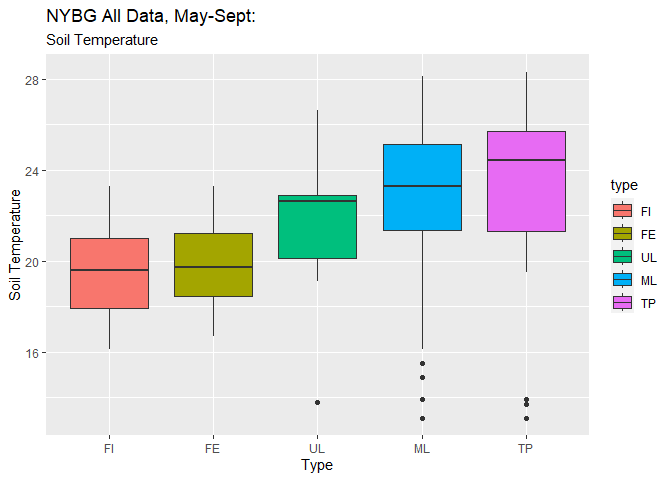 NYBG All Data, May-Sept:
Soil Temperature
28
24
20
16
Soil Temperature
FI
FE
UL
ML
TP
Type
type
FI
FE
UL
ML
TP